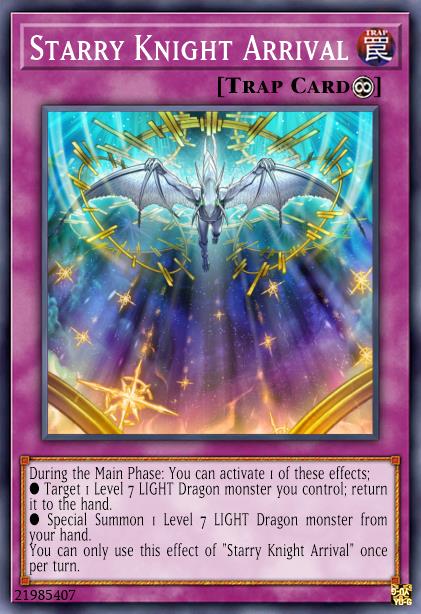 Starry Knight Arrival
TRAP
罠
[Trap Card∞]
During the Main Phase: You can activate 1 of these effects;
● Target 1 Level 7 LIGHT Dragon monster you control; return
it to the hand.
● Special Summon 1 Level 7 LIGHT Dragon monster from
your hand.
You can only use this effect of "Starry Knight Arrival" once
per turn.
21985407